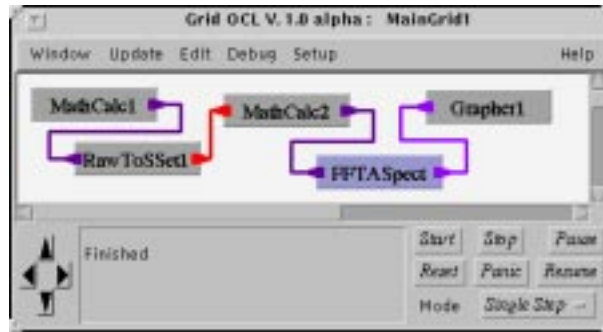 Grid OCL V. 1.0 alpha : MainGrid1
Window Update Edit Debug Setup Help
MathCalc1 MathCalc2 Grapher1
RawToSSet1 FFTASpect
Finished
Start Stop Pause
Reset Panic Resume
Mode Single Step